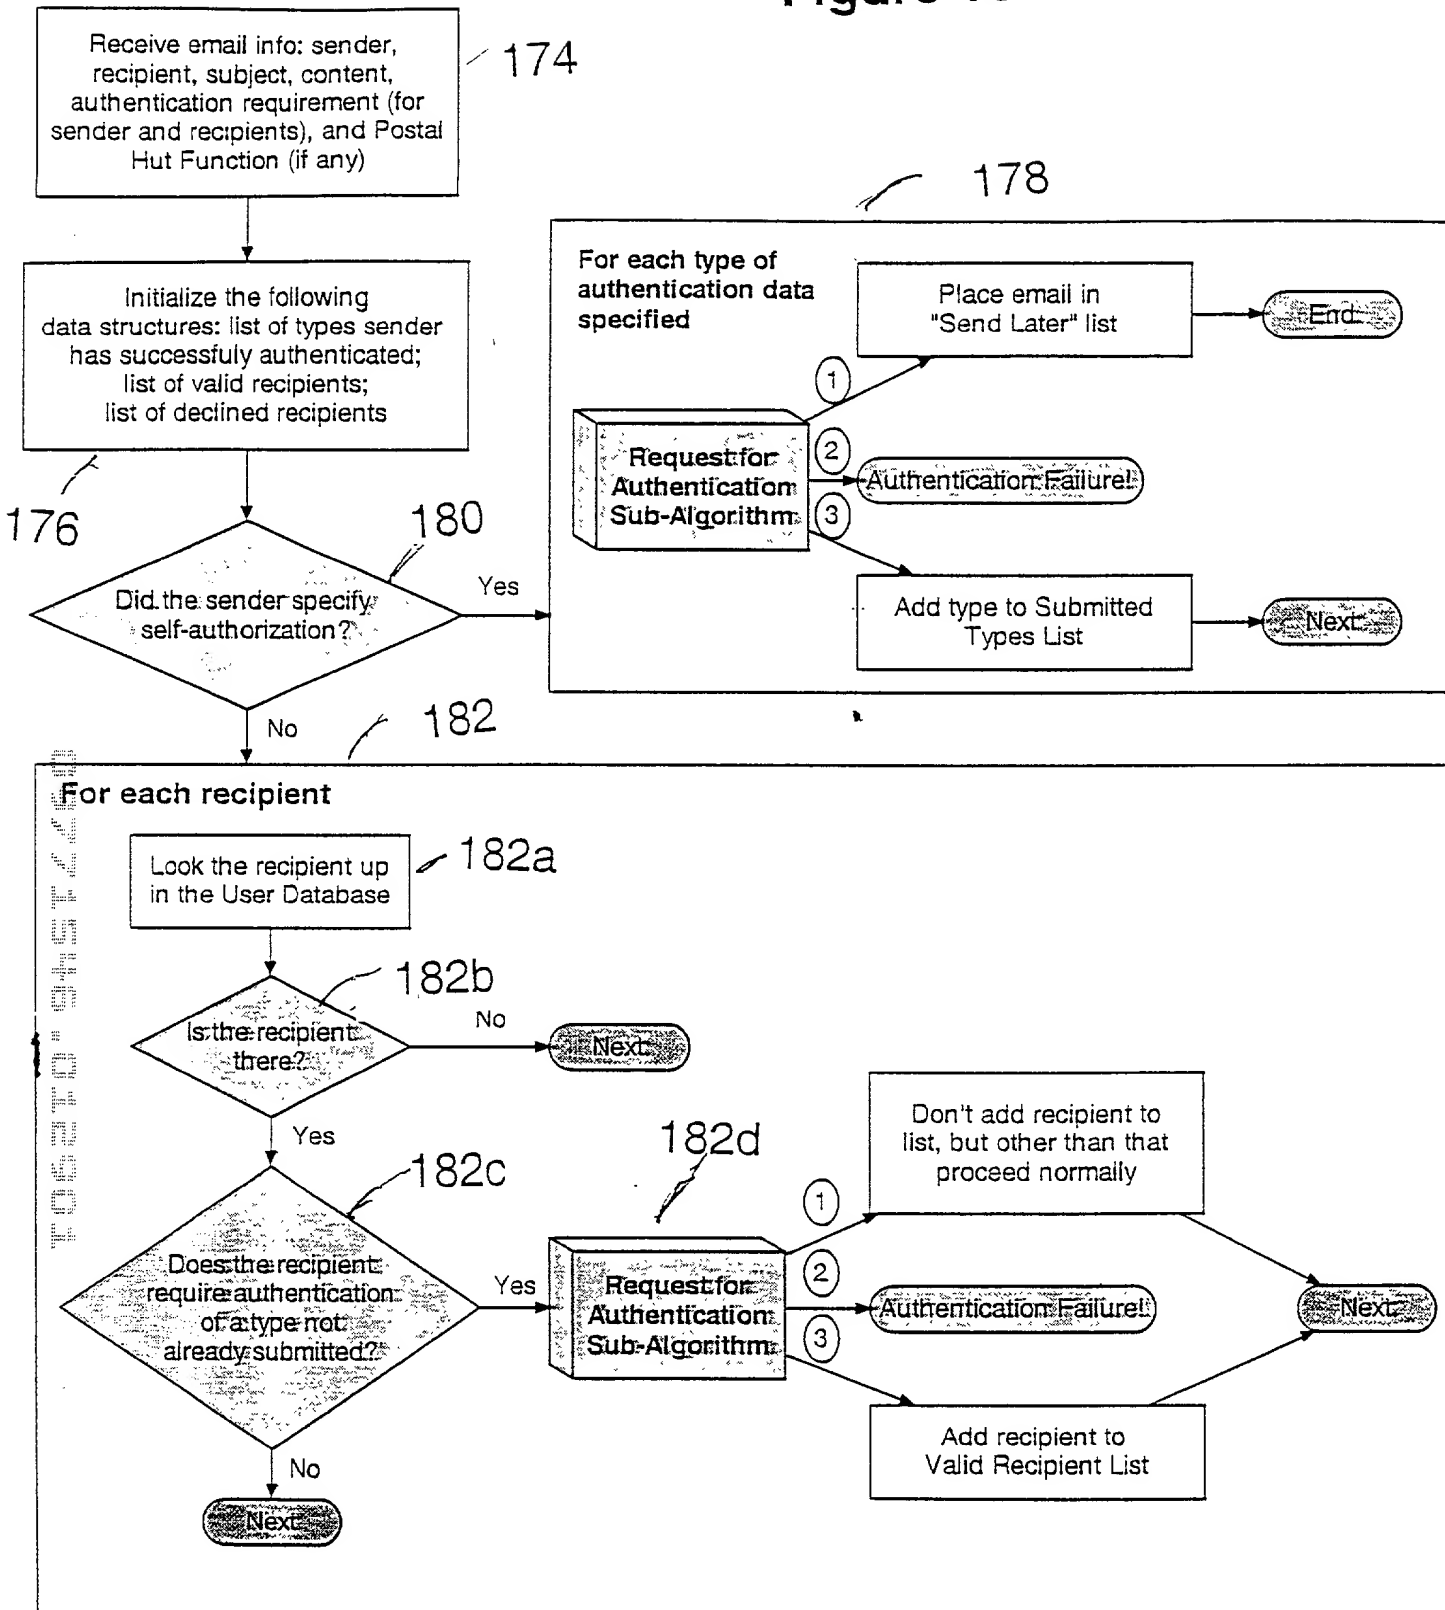 Figure
Receive email info: sender,
recipient, subject, content,
authentication requirement (for
sender and recipients), and Postal
Hut Function (if any)
174
Initialize the following
data structures: list of types sender
has successfuly authenticated;
list of valid recipients;
list of declined recipients
176
180
Did the sender specify
self-authorization?
Yes
No
178
For each type of
authentication data
specified
Place email in
"Send Later" list
End
1
2
3
Request for
Authentication
Sub-Algorithm
Authentication Failure!
Add type to Submitted
Types List
Next
182
For each recipient
Look the recipient up
in the User Database
182a
182b
Is the recipient
there?
No
Next
Yes
182c
Does the recipient
require authentication
of a type not
already submitted?
Yes
No
Next
182d
Request for
Authentication
Sub-Algorithm
1
2
3
Don't add recipient to
list, but other than that
proceed normally
Authentication Failure!
Next
Add recipient to
Valid Recipient List